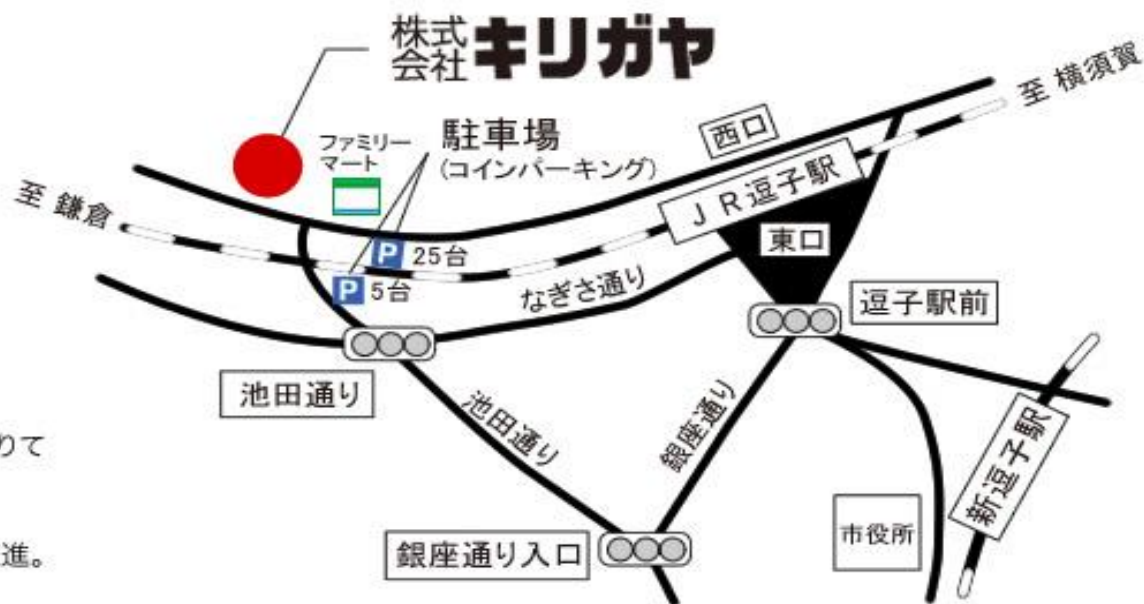 株式
会社 キリガヤ
至 横須賀
ファミリー
マート
駐車場
(コインパーキング)
西口
JR逗子駅
至 鎌倉
東口
P 25台
P 5台
なぎさ通り
逗子駅前
池田通り
池田通り
銀座通り
新逗子駅
りて
市役所
銀座通り入口
進。